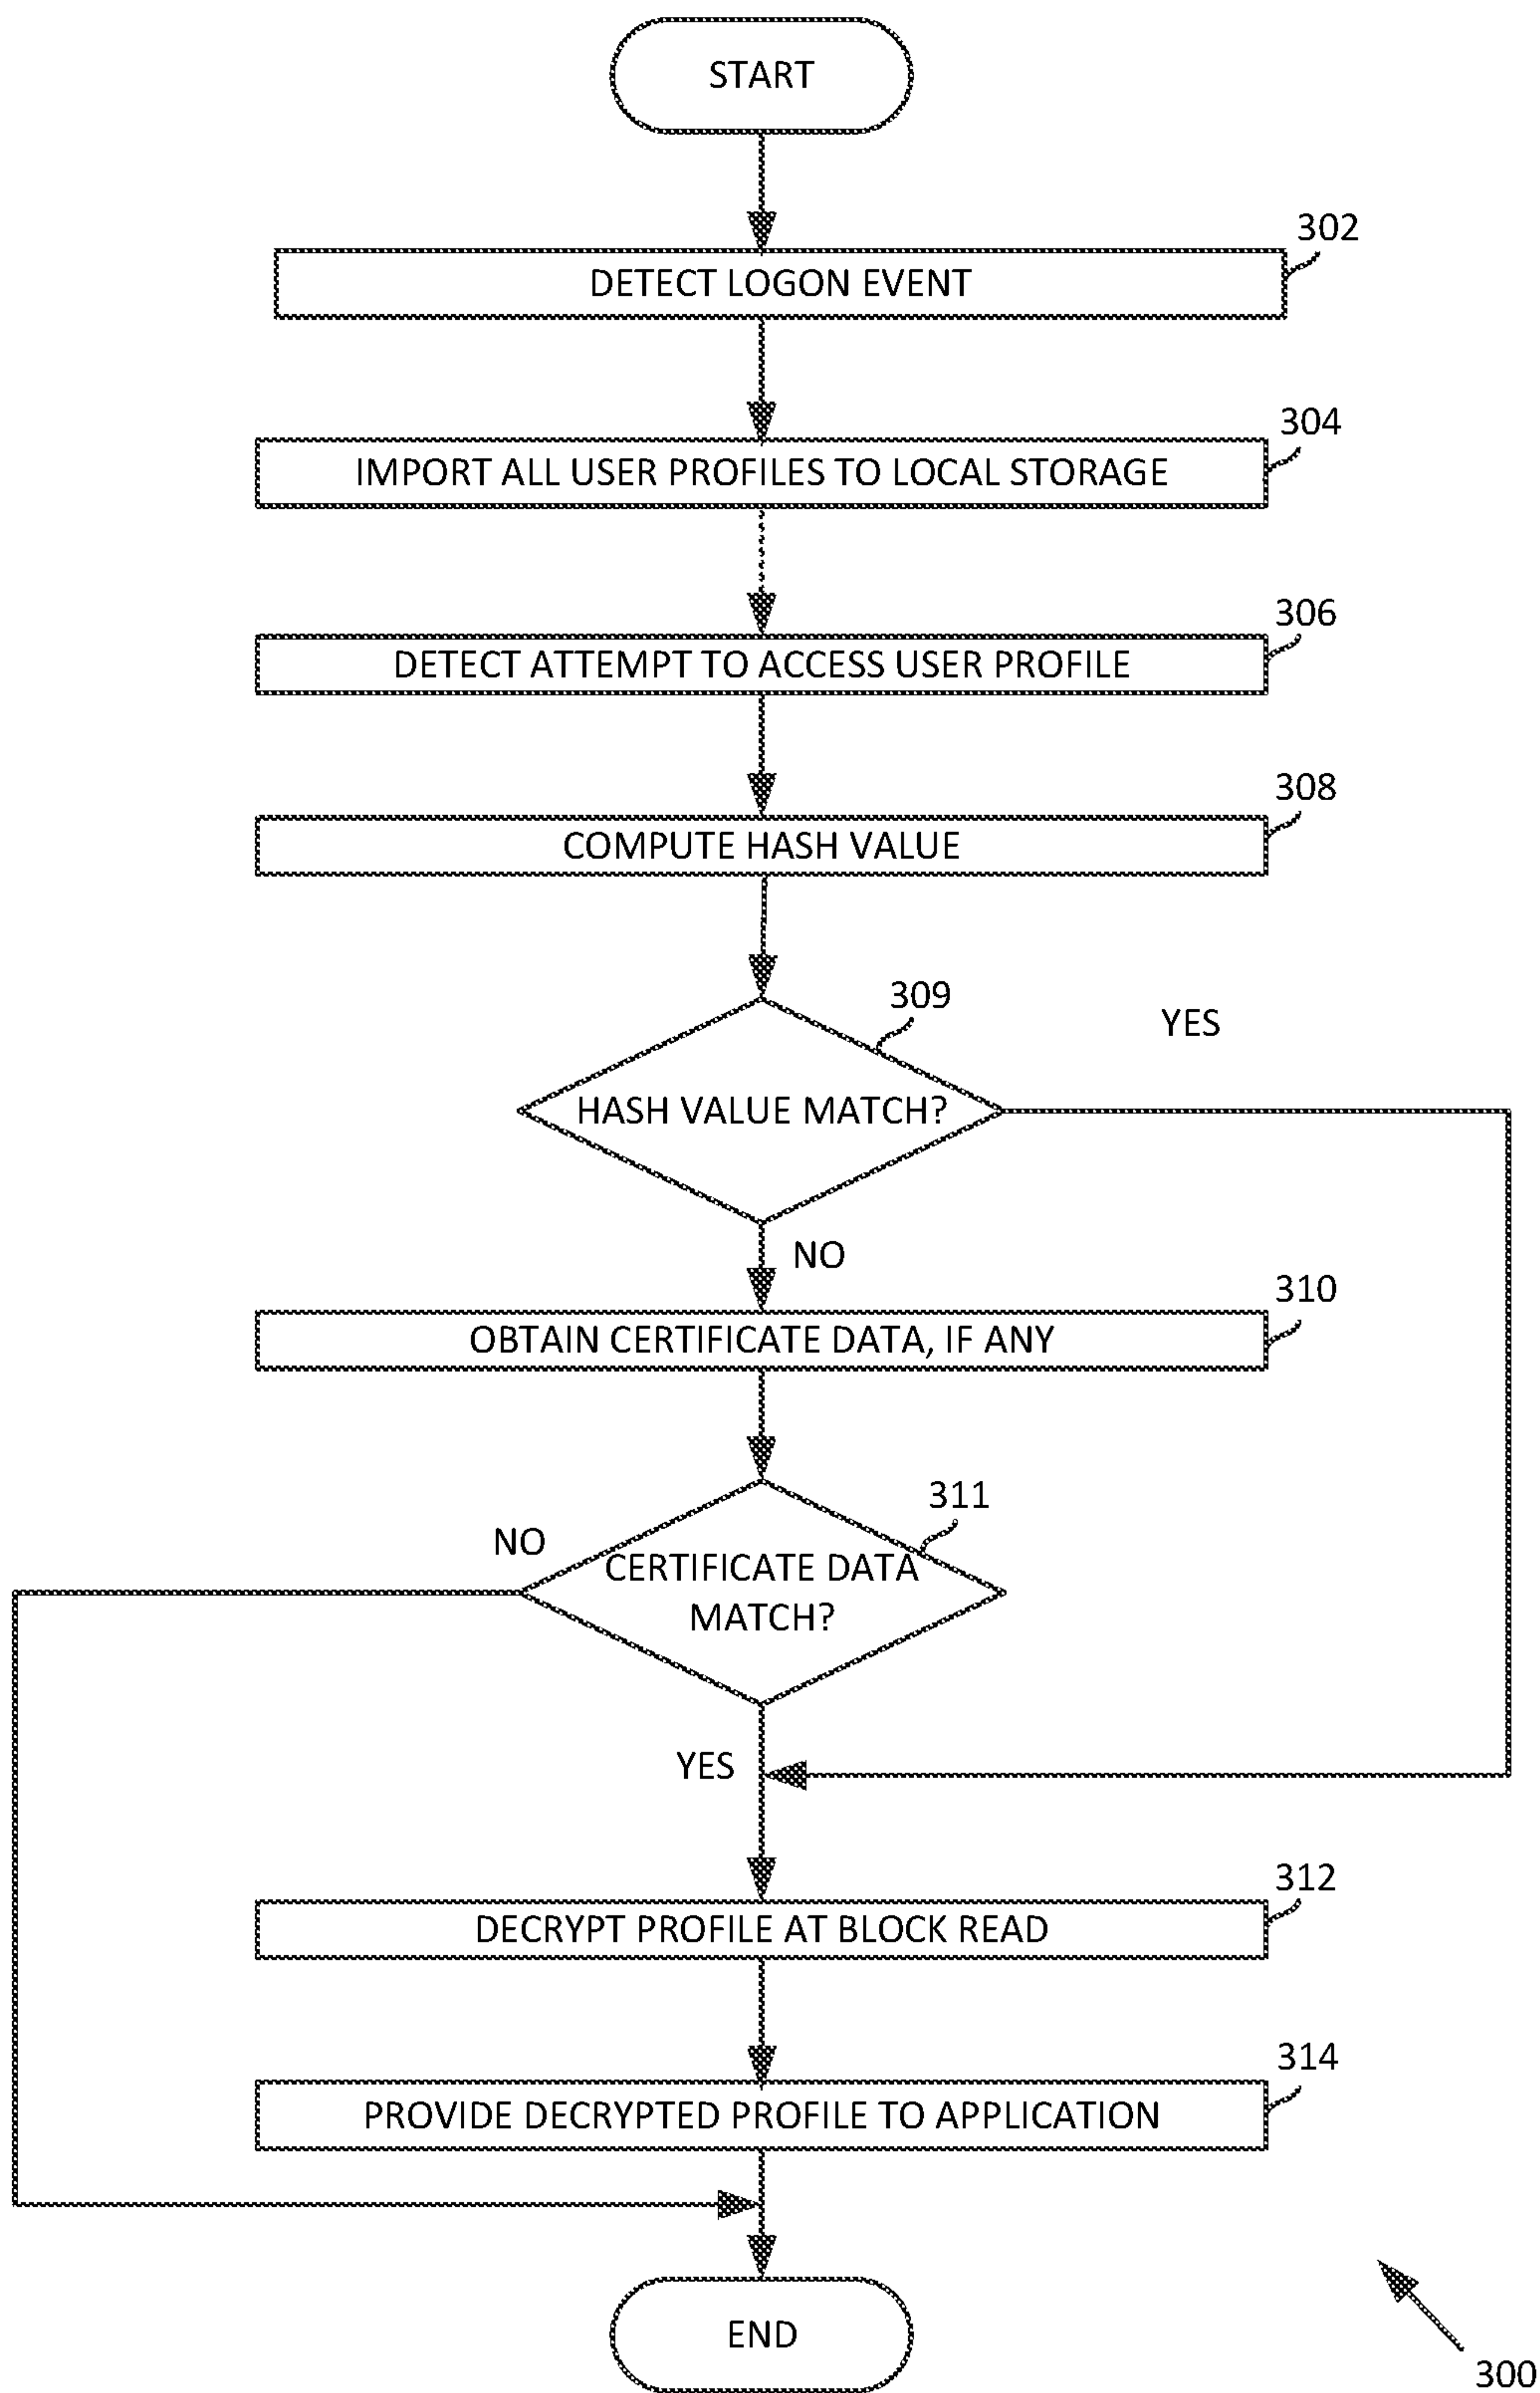 START
302
DETECT LOGON EVENT
304
IMPORT ALL USER PROFILES TO LOCAL STORAGE
306
DETECT ATTEMPT TO ACCESS USER PROFILE
308
COMPUTE HASH VALUE
309
YES
HASH VALUE MATCH?
NO
310
OBTAIN CERTIFICATE DATA, IF ANY
311
NO
CERTIFICATE DATA
MATCH?
YES
312
DECRYPT PROFILE AT BLOCK READ
314
PROVIDE DECRYPTED PROFILE TO APPLICATION
END
300